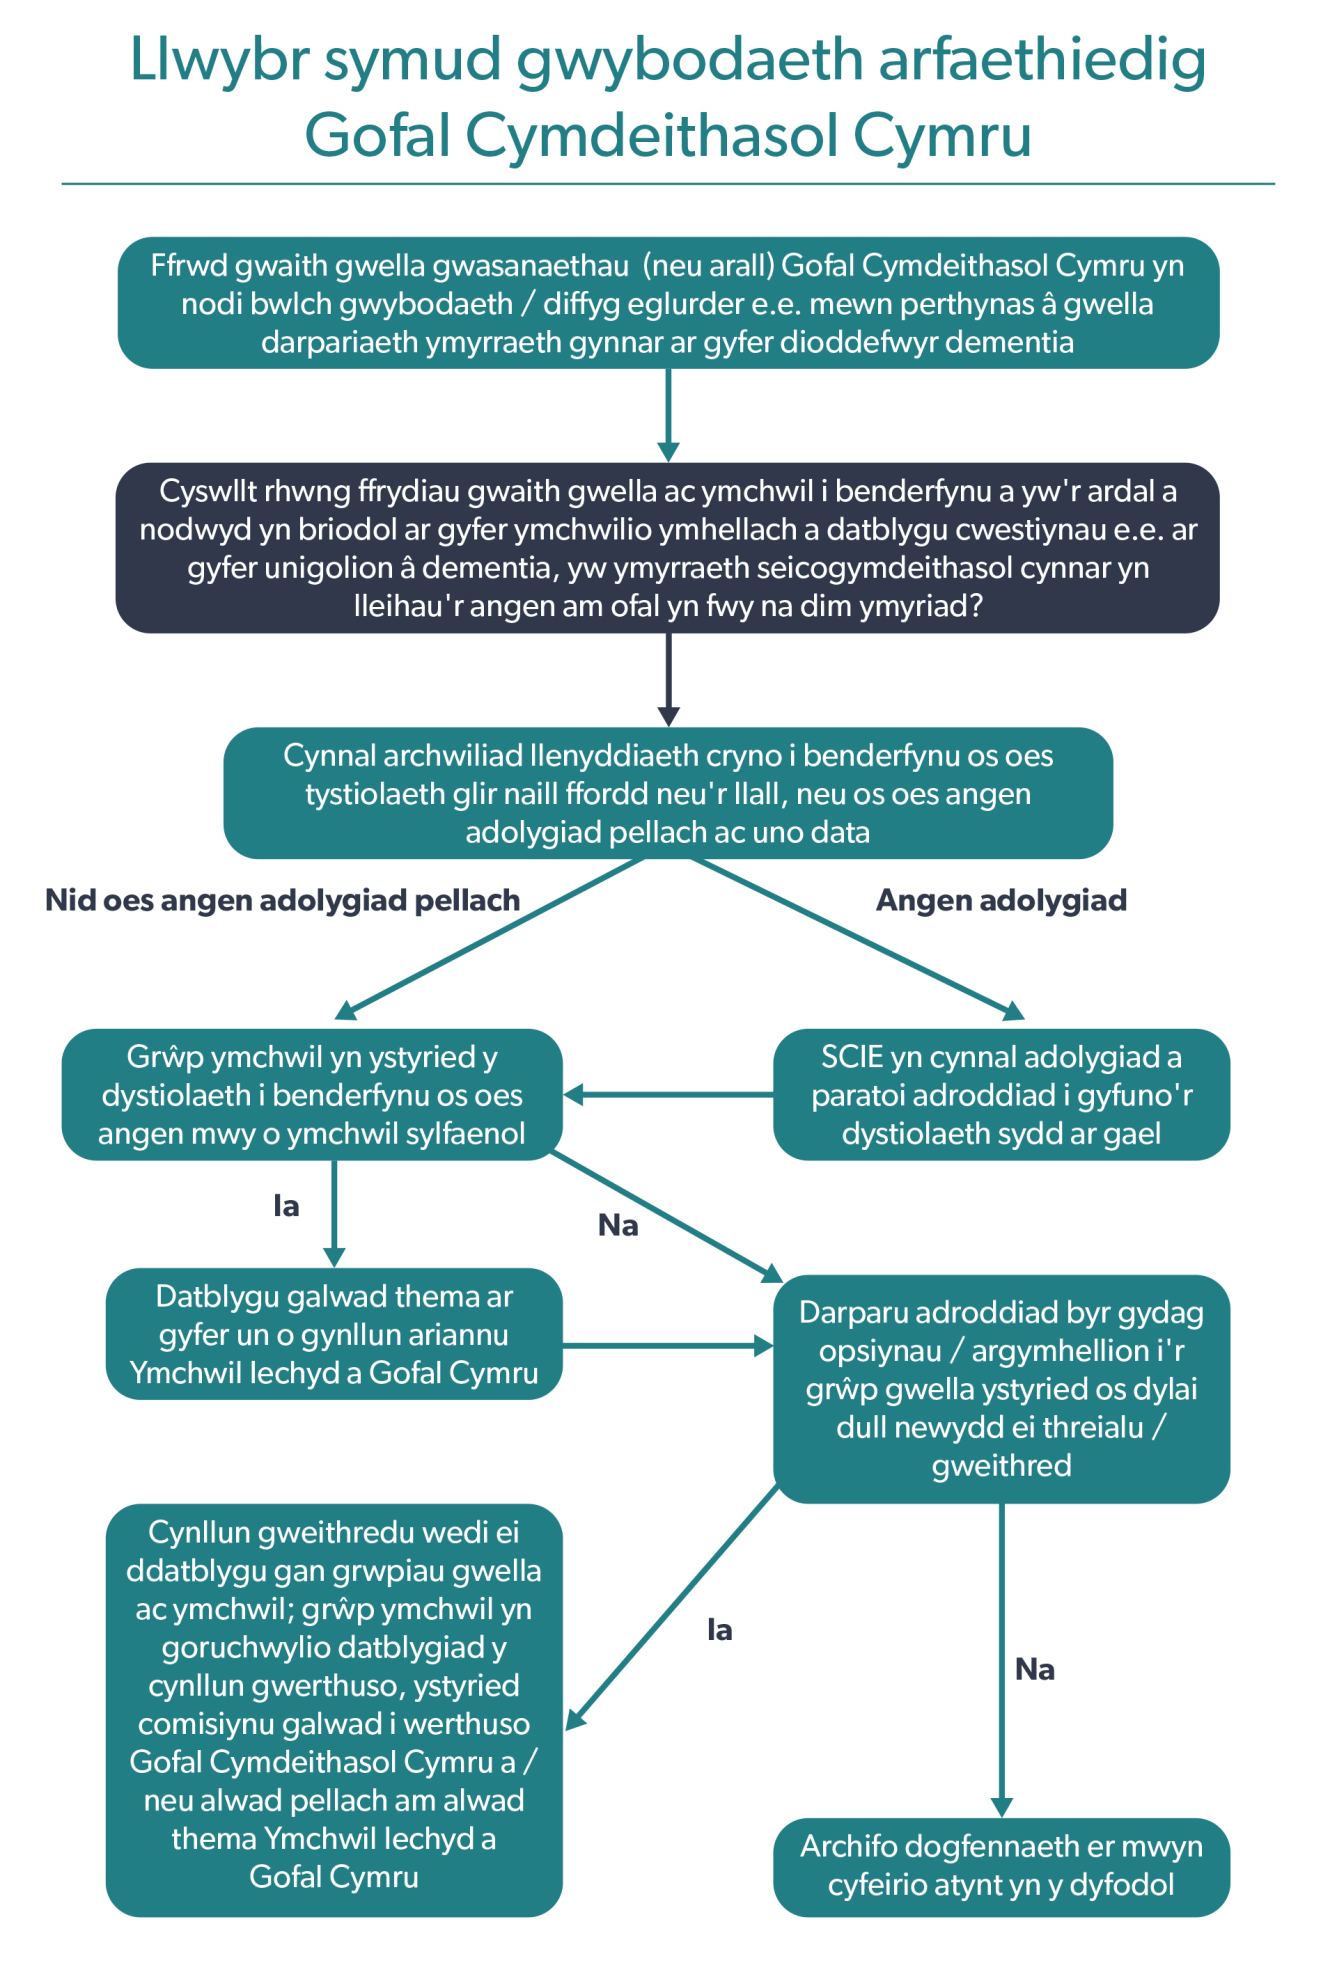 Llwybr symud gwybodaeth arfaethiedig
Gofal Cymdeithasol Cymru
Ffrwd gwaith gwella gwasanaethau (neu arall) Gofal Cymdeithasol Cymru yn
nodi bwlch gwybodaeth / diffyg eglurder e.e. mewn perthynas â gwella
darpariaeth ymyrraeth gynnar ar gyfer dioddefwyr dementia
Cyswllt rhwng ffrydiau gwaith gwella ac ymchwil i benderfynu a yw'r ardal a
nodwyd yn briodol ar gyfer ymchwilio ymhellach a datblygu cwestiynau e.e. ar
gyfer unigolion â dementia, yw ymyrraeth seicogymdeithasol cynnar yn
lleihau'r angen am ofal yn fwy na dim ymyriad?
Cynnal archwiliad llenyddiaeth cryno i benderfynu os oes
tystiolaeth glir naill ffordd neu'r llall, neu os oes angen
adolygiad pellach ac uno data
Nid oes angen adolygiad pellach
Angen adolygiad
Grŵp ymchwil yn ystyried y
dystiolaeth i benderfynu os oes
angen mwy o ymchwil sylfaenol
SCIE yn cynnal adolygiad a
paratoi adroddiad i gyfuno'r
dystiolaeth sydd ar gael
Ia
Na
Datblygu galwad thema ar
gyfer un o gynllun ariannu
Ymchwil Iechyd a Gofal Cymru
Darparu adroddiad byr gydag
opsiynau / argymhellion i'r
grŵp gwella ystyried os dylai
dull newydd ei threialu /
gweithred
Cynllun gweithredu wedi ei
ddatblygu gan grwpiau gwella
ac ymchwil; grŵp ymchwil yn
goruchwylio datblygiad y
cynllun gwerthuso, ystyried
comisiynu galwad i werthuso
Gofal Cymdeithasol Cymru a /
neu alwad pellach am alwad
thema Ymchwil Iechyd a
Gofal Cymru
Ia
Na
Archifo dogfennaeth er mwyn
cyfeirio atynt yn y dyfodol